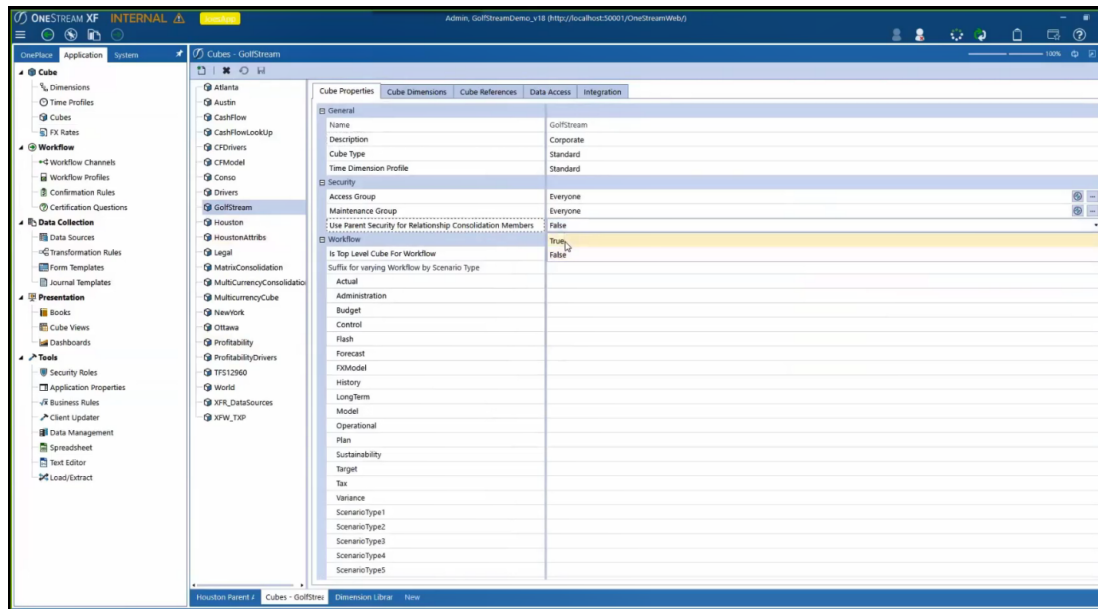 ONESTREAM XF INTERNAL
Admin, GolfStreamDemo_v18 (http://localhost:50001/OneStreamWeb/)
OnePlace Application System
Cubes - GolfStream
100%
Cube
Dimensions
Time Profiles
Cubes
FX Rates
Workflow
Workflow Channels
Workflow Profiles
Confirmation Rules
Certification Questions
Data Collection
Data Sources
Transformation Rules
Form Templates
Journal Templates
Presentation
Books
Cube Views
Dashboards
Tools
Security Roles
Application Properties
Business Rules
Client Updater
Data Management
Spreadsheet
Text Editor
Load/Extract
Atlanta
Austin
CashFlow
CashFlowLookUp
CFDrivers
CFModel
Conso
Drivers
GolfStream
Houston
HoustonAttribs
Legal
MatrixConsolidation
MultiCurrencyConsolidatio
MulticurrencyCube
NewYork
Ottawa
Profitability
ProfitabilityDrivers
TFS12960
World
XFR_DataSources
XFW_TXP
Cube Properties Cube Dimensions Cube References Data Access Integration
General
Name GolfStream
Description Corporate
Cube Type Standard
Time Dimension Profile Standard
Security
Access Group Everyone
Maintenance Group Everyone
Use Parent Security for Relationship Consolidation Members False
Workflow True
Is Top Level Cube For Workflow False
Suffix for varying Workflow by Scenario Type
Actual
Administration
Budget
Control
Flash
Forecast
FXModel
History
LongTerm
Model
Operational
Plan
Sustainability
Target
Tax
Variance
ScenarioType1
ScenarioType2
ScenarioType3
ScenarioType4
ScenarioType5
Houston Parent Cubes - GolfStrea Dimension Librar New